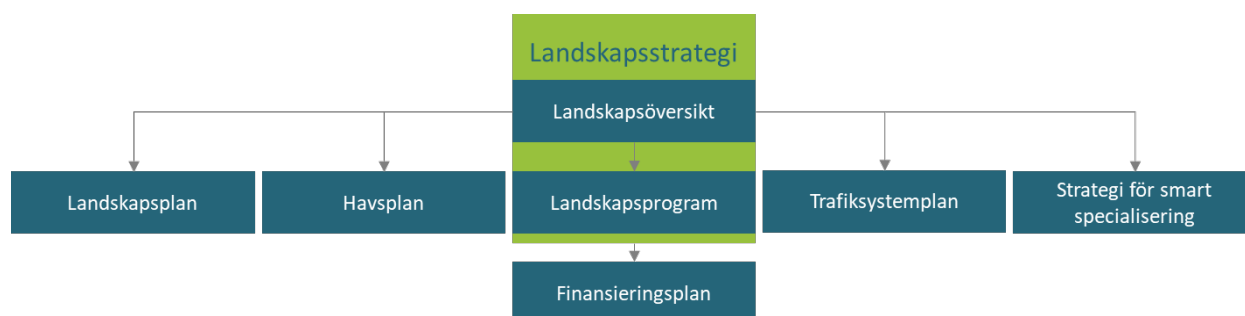 Landskapsstrategi
Landskapsöversikt
Landskapsplan
Havsplan
Landskapsprogram
Trafiksystemplan
Strategi för smart
specialisering
Finansieringsplan